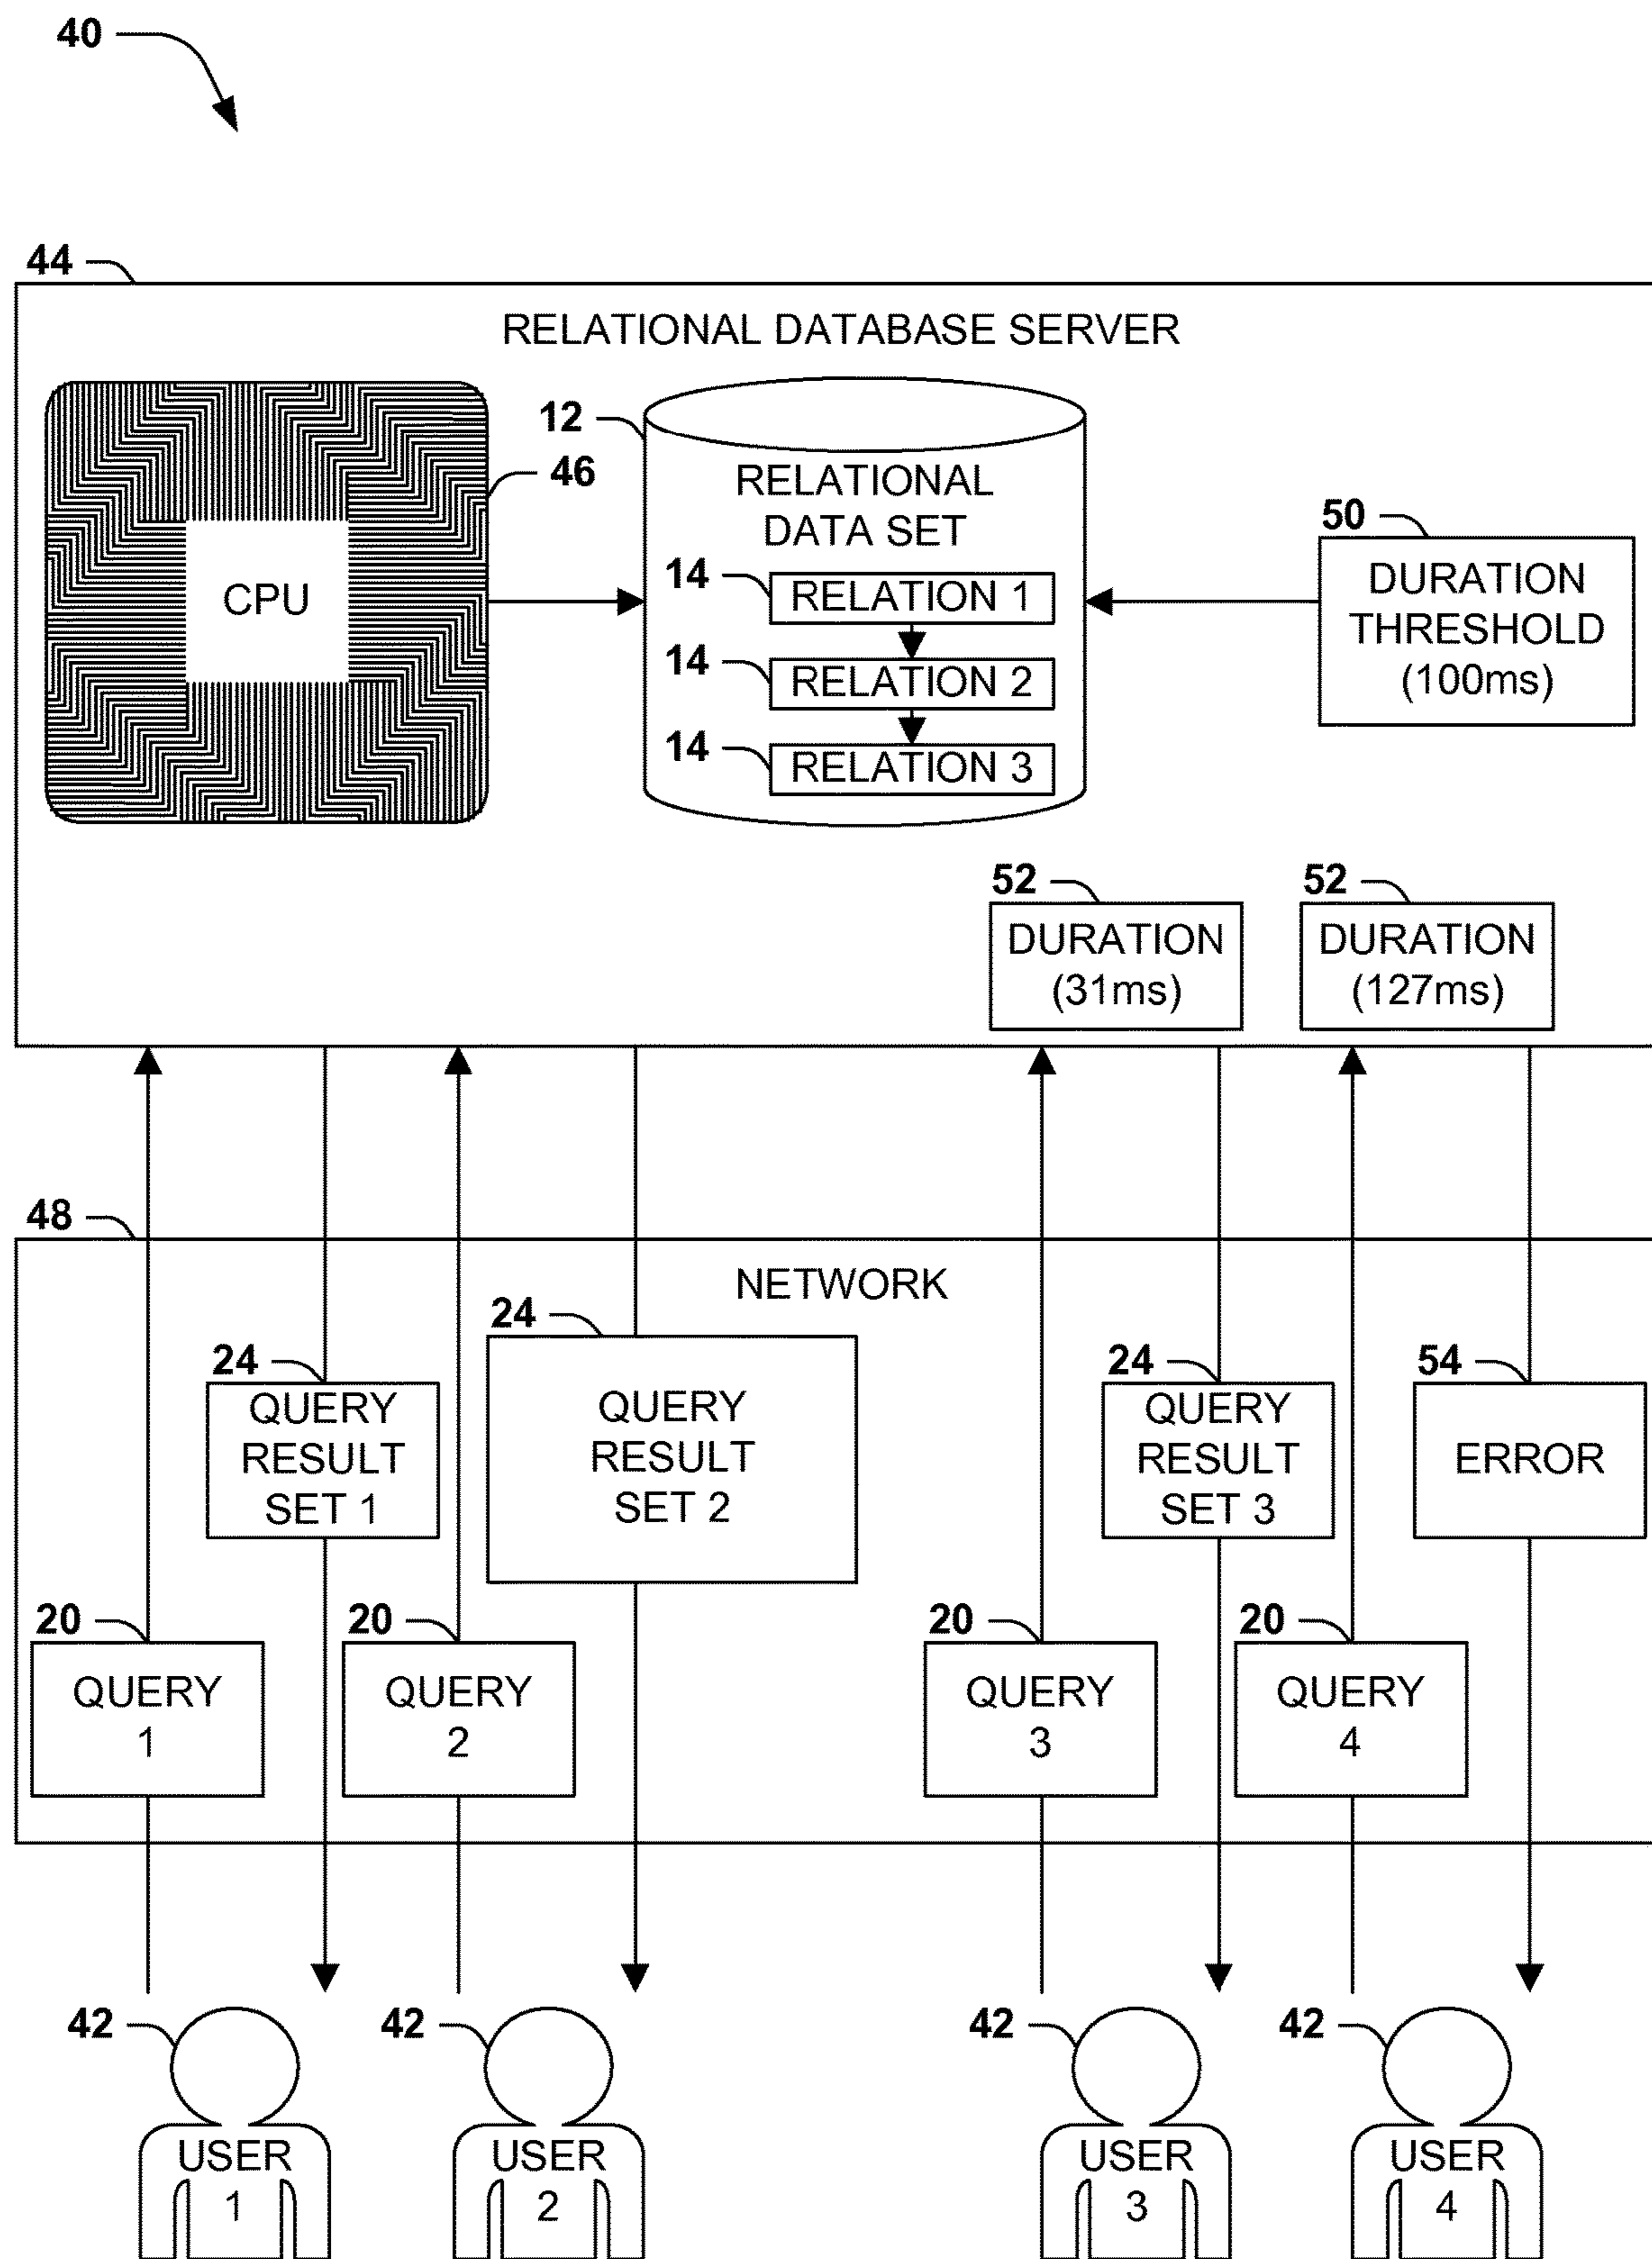 40
44
RELATIONAL DATABASE SERVER
12
46
RELATIONAL
DATA SET
CPU
14
RELATION 1
14
RELATION 2
14
RELATION 3
50
DURATION
THRESHOLD
(100ms)
52
DURATION
(31ms)
52
DURATION
(127ms)
48
NETWORK
24
QUERY
RESULT
SET 1
24
QUERY
RESULT
SET 2
24
QUERY
RESULT
SET 3
54
ERROR
20
QUERY
1
20
QUERY
2
20
QUERY
3
20
QUERY
4
42
USER
1
42
USER
2
42
USER
3
42
USER
4